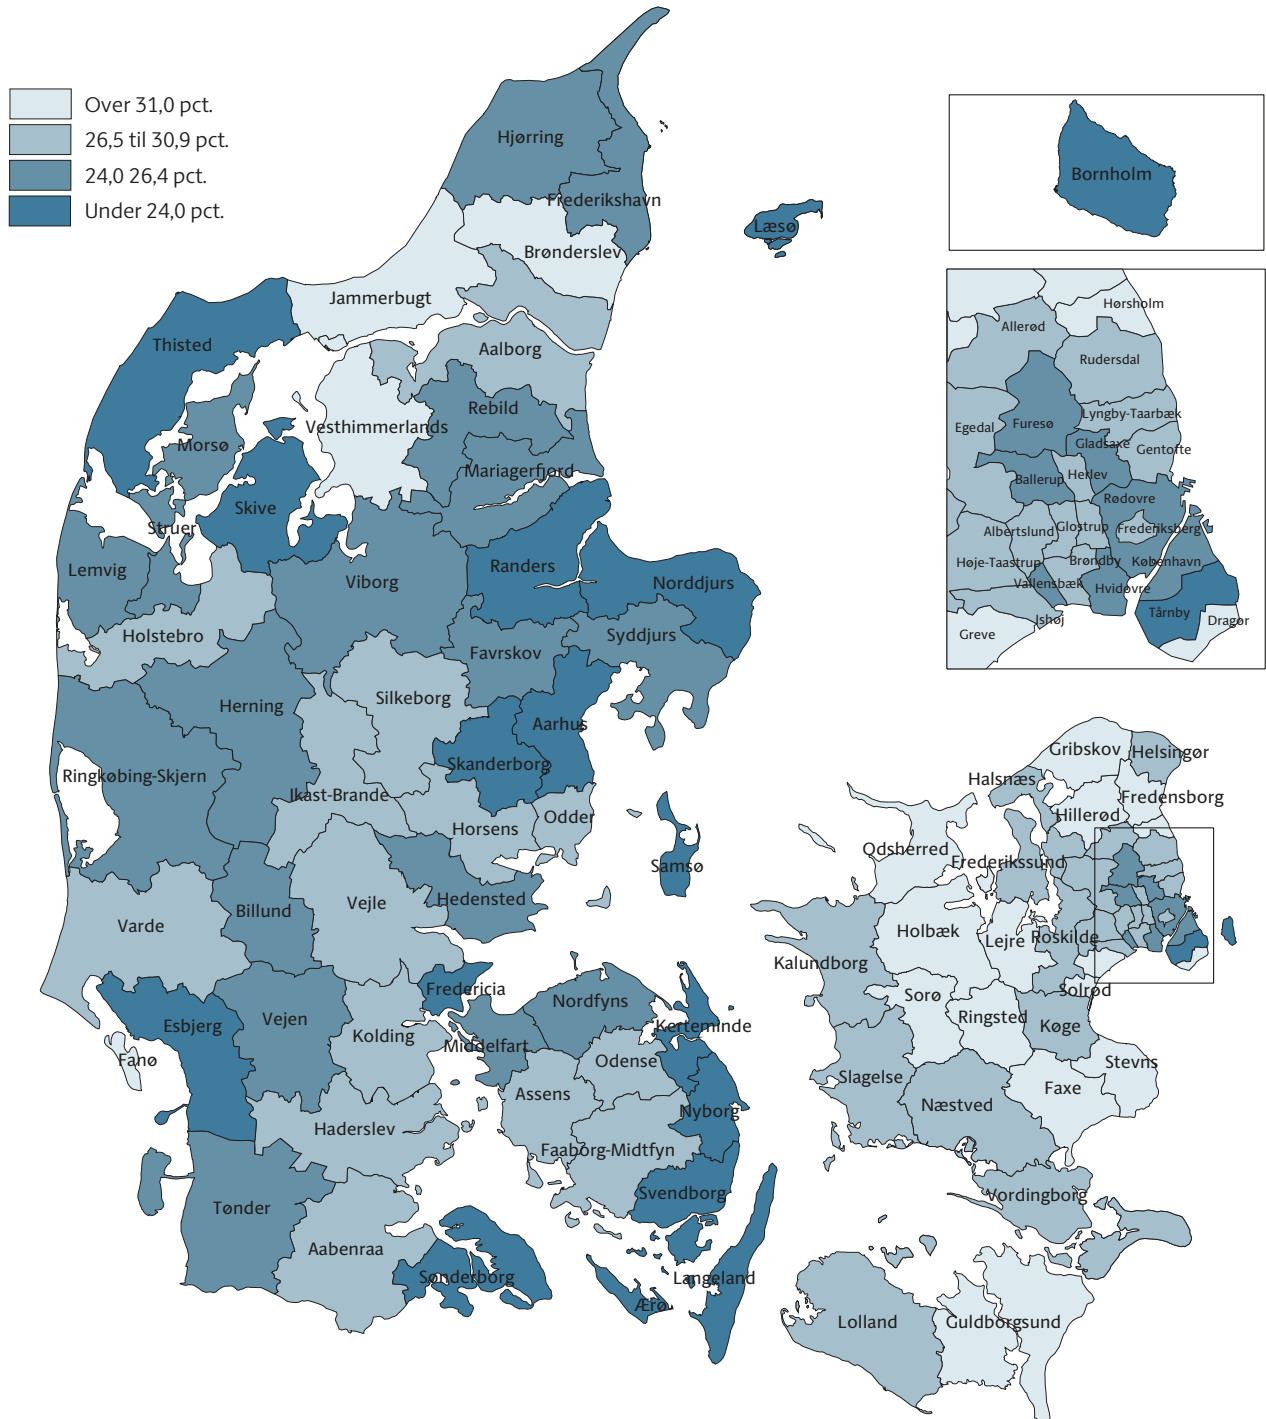 Over 31,0 pct.
26,5 til 30,9 pct.
24,0 26,4 pct.
Under 24,0 pct.
Hjørring
Frederikshavn
Læsø
Brønderslev
Jammerbugt
Thisted
Aalborg
Rebild
Vesthimmerlands
Morsø
Mariagerfjord
Skive
Struer
Lemvig
Viborg
Randers
Norddjurs
Holstebro
Syddjurs
Favrskov
Silkeborg
Herning
Aarhus
Skanderborg
Ringkøbing-Skjern
Ikast-Brande
Horsens
Odder
Samsø
Hedensted
Vejle
Billund
Varde
Fredericia
Nordfyns
Kerteminde
Vejen
Esbjerg
Kolding
Middelfart
Odense
Fanø
Assens
Nyborg
Haderslev
Faaborg-Midtfyn
Svendborg
Tønder
Aabenraa
Sønderborg
Langeland
Ærø
Bornholm
Hørsholm
Allerød
Rudersdal
Lyngby-Taarbæk
Egedal
Furesø
Gladsaxe
Gentofte
Ballerup
Herlev
Rødovre
Albertslund
Glostrup
Frederiksberg
Høje-Taastrup
Brøndby
København
Vallensbæk
Hvidovre
Ishøj
Tårnby
Dragør
Greve
Gribskov
Helsingør
Halsnæs
Fredensborg
Hillerød
Odsherred
Frederikssund
Holbæk
Lejre
Roskilde
Kalundborg
Solrød
Sorø
Ringsted
Køge
Stevns
Slagelse
Faxe
Næstved
Vordingborg
Lolland
Guldborgsund